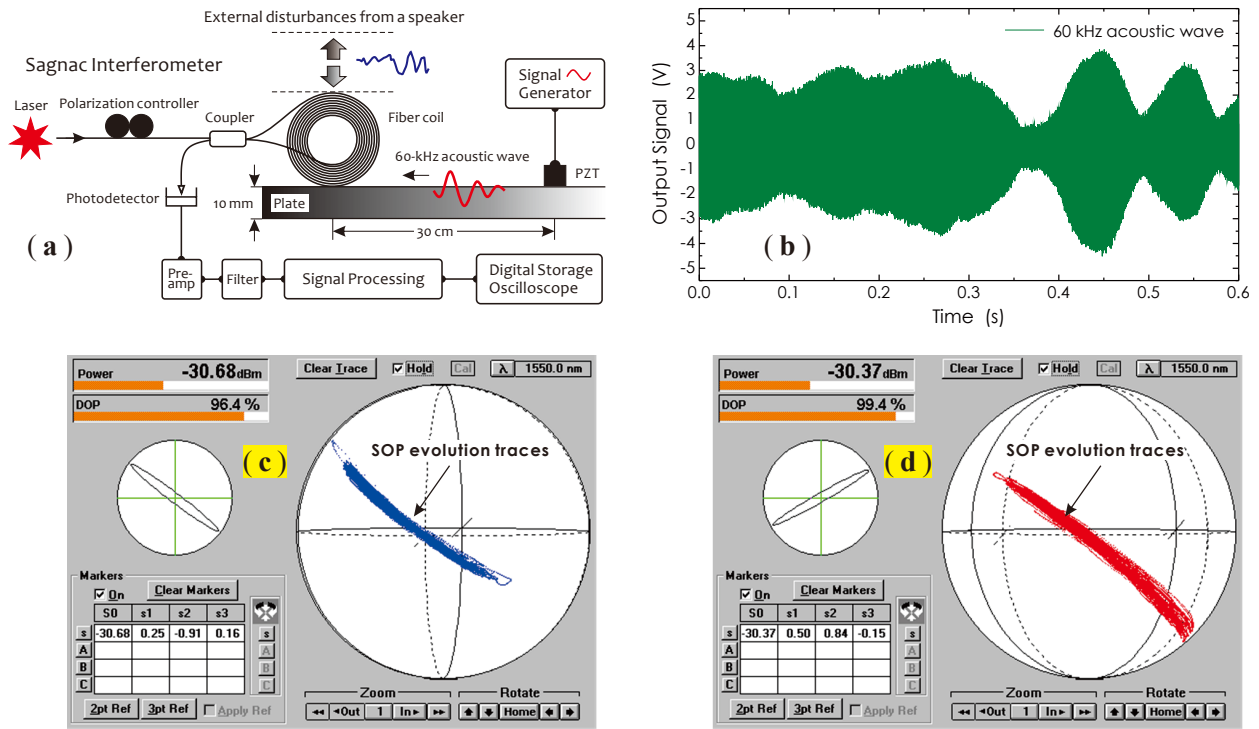 External disturbances from a speaker
Sagnac Interferometer
Laser
Polarization controller
Coupler
Fiber coil
Signal
Generator
60-kHz acoustic wave
PZT
Photodetector
10 mm
Plate
30 cm
( a )
Pre-
amp
Filter
Signal Processing
Digital Storage
Oscilloscope
60 kHz acoustic wave
Output Signal (V)
5
4
3
2
1
0
-1
-2
-3
-4
-5
( b )
0.0 0.1 0.2 0.3 0.4 0.5 0.6
Time (s)
Power -30.68dBm
DOP 96.4 %
Clear Trace Hold Cal λ 1550.0 nm
( c )
SOP evolution traces
Markers
On Clear Markers
S0 s1 s2 s3
s -30.68 0.25 -0.91 0.16 s
A A
B B
C C
2pt Ref 3pt Ref Apply Ref
Zoom Rotate
◄◄ ◄Out 1 In► ►► Home
Power -30.37dBm
DOP 99.4 %
Clear Trace Hold Cal λ 1550.0 nm
( d )
SOP evolution traces
Markers
On Clear Markers
S0 s1 s2 s3
s -30.37 0.50 0.84 -0.15 s
A A
B B
C C
2pt Ref 3pt Ref Apply Ref
Zoom Rotate
◄◄ ◄Out 1 In► ►► Home